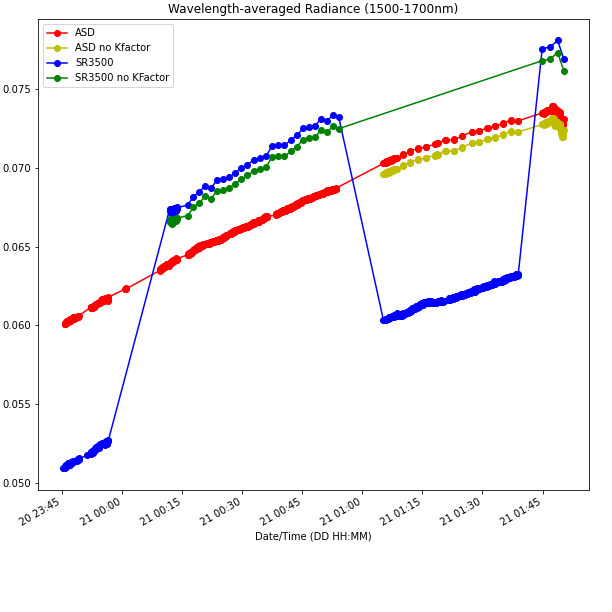 Wavelength-averaged Radiance (1500-1700nm)
ASD
ASD no Kfactor
SR3500
SR3500 no KFactor
0.075
0.070
0.065
0.060
0.055
0.050
20 23:45
21 00:00
21 00:15
21 00:30
21 00:45
21 01:00
21 01:15
21 01:30
21 01:45
Date/Time (DD HH:MM)